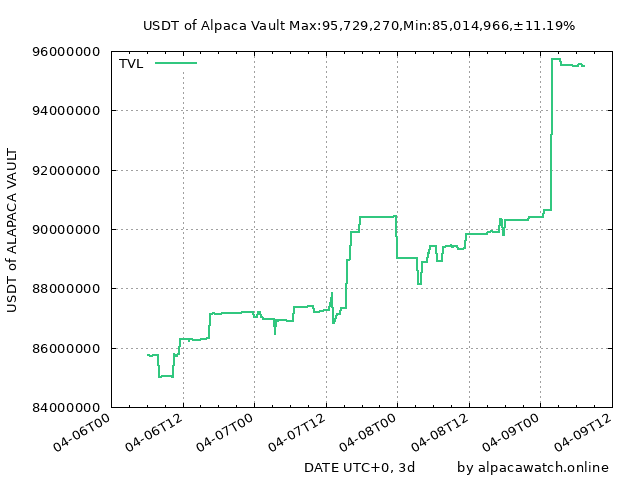 USDT of Alpaca Vault Max:95,729,270,Min:85,014,966,±11.19%
96000000
TVL
94000000
92000000
90000000
88000000
86000000
84000000
USDT of ALAPACA VAULT
04-06T00
04-06T12
04-07T00
04-07T12
04-08T00
04-08T12
04-09T00
04-09T12
DATE UTC+0, 3d
by alpacawatch.online